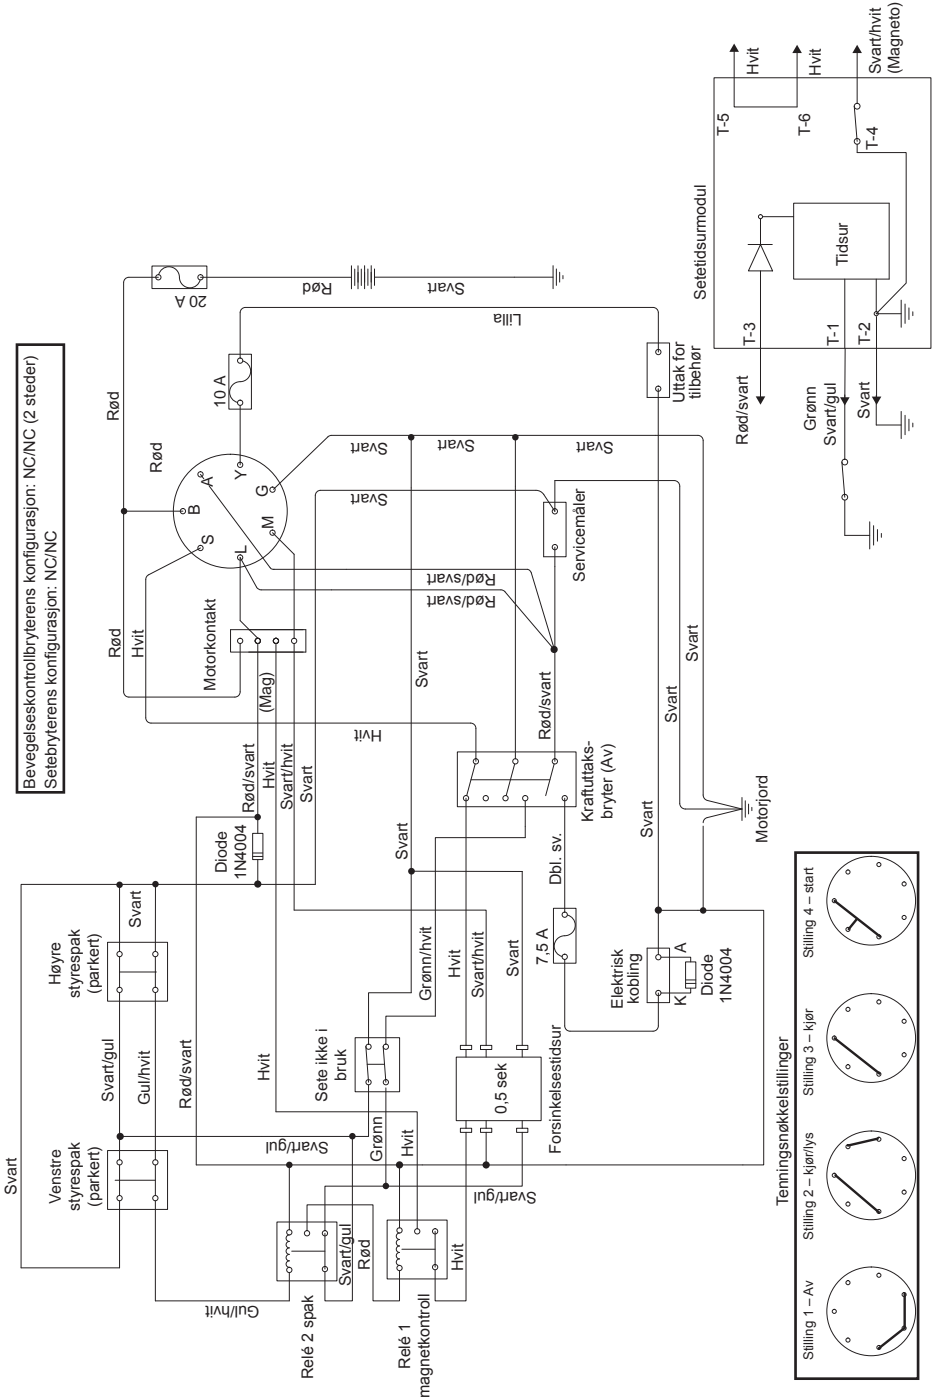 Bevegelseskontrollbryterens konfigurasjon: NC/NC (2 steder)
Setebryterens konfigurasjon: NC/NC
Svart
Venstre
styrespak
(parkert)
Høyre
styrespak
(parkert)
Svart/gul
Gul/hvit
Svart
Gul/hvit
Rød/svart
Diode
1N4004
Hvit
Svart/gul
Rød/svart
Hvit
Svart/hvit
Svart
(Mag)
Motorkontakt
Rød
Hvit
Rød
Rød
S
B
A
L
Y
M
G
10 A
20 A
Rød
Svart
Lilla
Rød/svart
Rød/svart
Svart
Svart
Svart
Svart
Hvit
Svart
Svart
Sete ikke i
bruk
Grønn
Hvit
Grønn/hvit
Hvit
Svart/hvit
Svart
Dbl. sv.
7,5 A
Kraftuttaks-
bryter (Av)
Rød/svart
Servicemåler
Uttak for
tilbehør
Svart
Svart
Svart
Relé 2 spak
Svart/gul
Rød
Relé 1
magnetkontroll
Hvit
Svart/gul
0,5 sek
Forsinkelsestidsur
Elektrisk
kobling
K
A
Diode
1N4004
Motorjord
Setetidsurmodul
T-5
T-6
T-4
T-3
T-1
T-2
Tidsur
Hvit
Hvit
Svart/hvit
(Magneto)
Rød/svart
Grønn
Svart/gul
Svart
Tenningsnøkkelstillinger
Stilling 1 – Av
Stilling 2 – kjør/lys
Stilling 3 – kjør
Stilling 4 – start